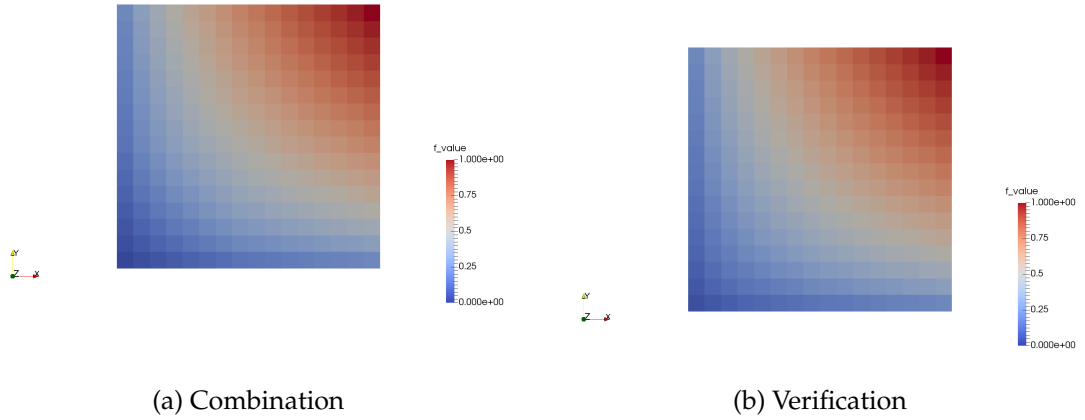 f_value
1.000e+00
0.75
0.5
0.25
0.000e+00
Y
Z
X
(a) Combination
f_value
1.000e+00
0.75
0.5
0.25
0.000e+00
Y
Z
X
(b) Verification